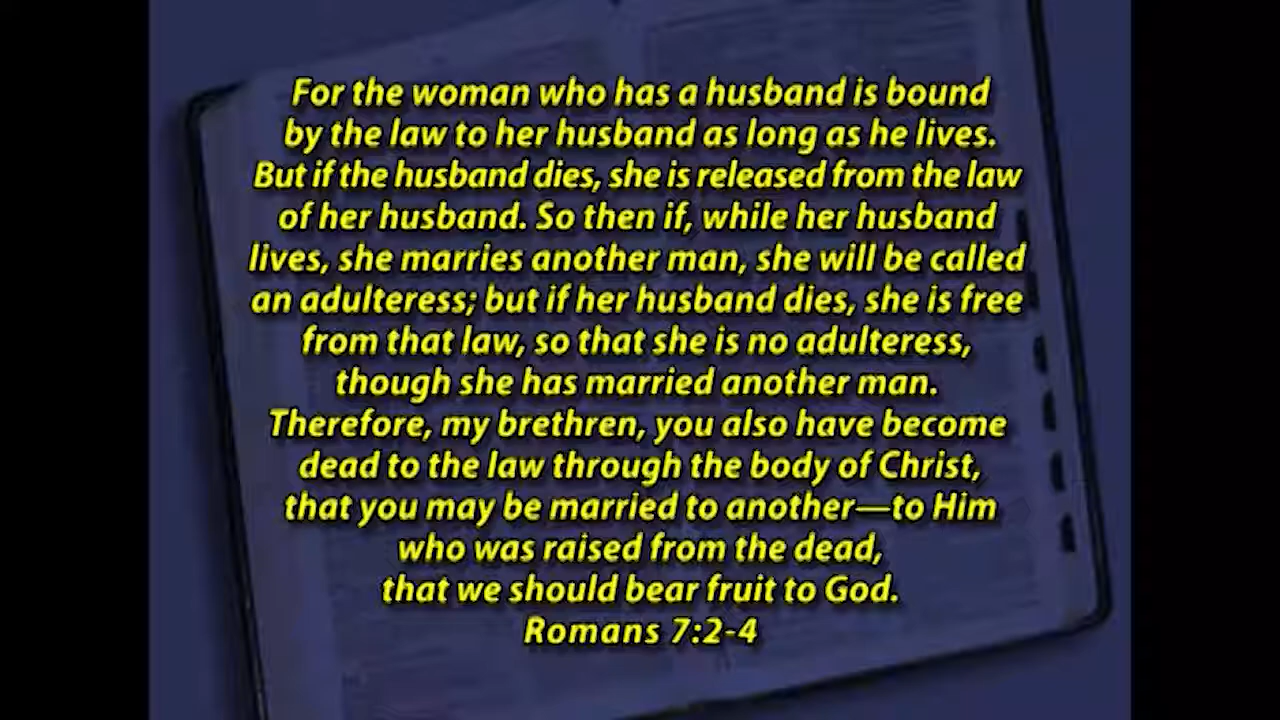 For the woman who has a husband is bound
by the law to her husband as long as he lives.
But if the husband dies, she is released from the law
of her husband. So then if, while her husband
lives, she marries another man, she will be called
an adulteress; but if her husband dies, she is free
from that law, so that she is no adulteress,
though she has married another man.
Therefore, my brethren, you also have become
dead to the law through the body of Christ,
that you may be married to another—to Him
who was raised from the dead,
that we should bear fruit to God.
Romans 7:2-4